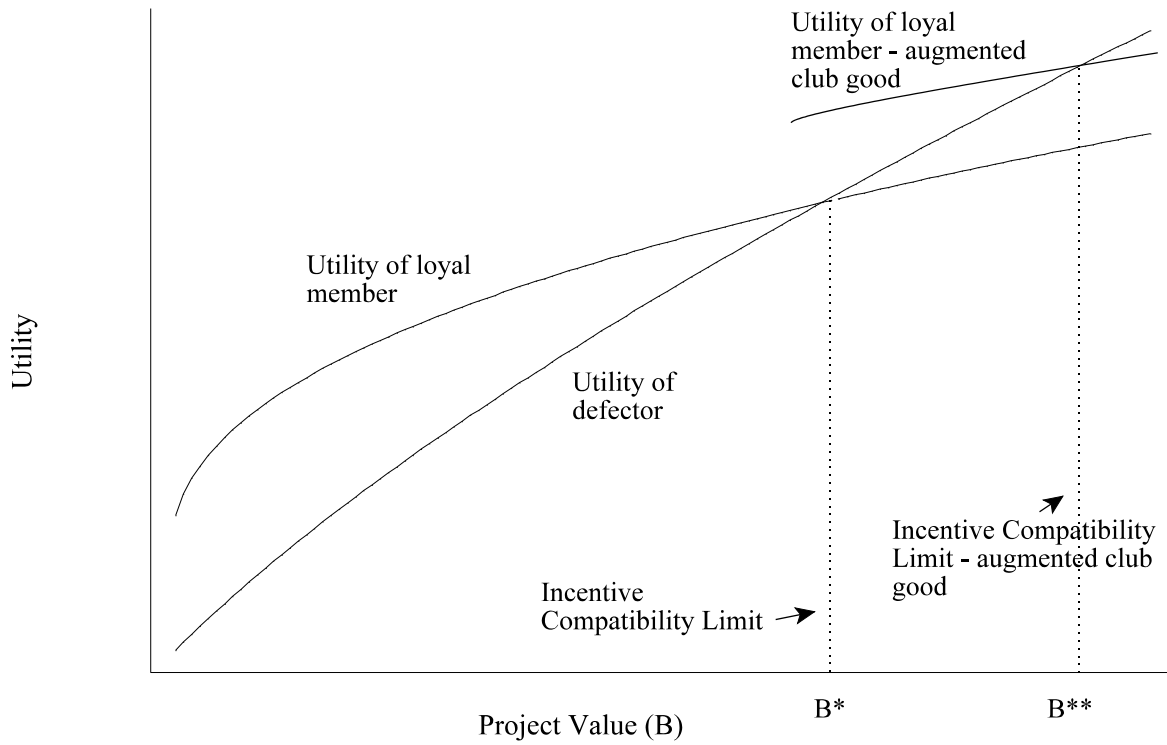 Utility of loyal
member - augmented
club good
Utility of loyal
member
Utility
Utility of
defector
Incentive Compatibility
Limit - augmented club
good
Incentive
Compatibility Limit
B*
B**
Project Value (B)